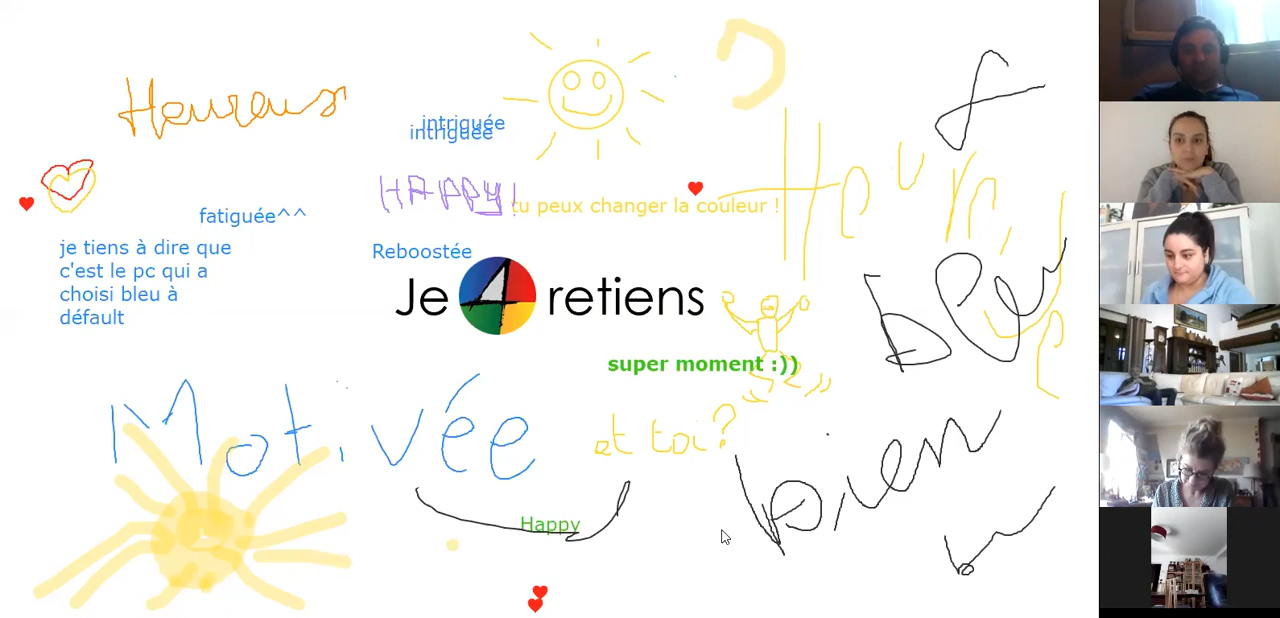 Heureux
intriguée
intriguée
HAPPY!
tu peux changer la couleur !
fatiguée^^
je tiens à dire que
c'est le pc qui a
choisi bleu à
défault
Reboostée
Je 4 retiens
super moment :))
Motivée
et toi?
bien
Happy